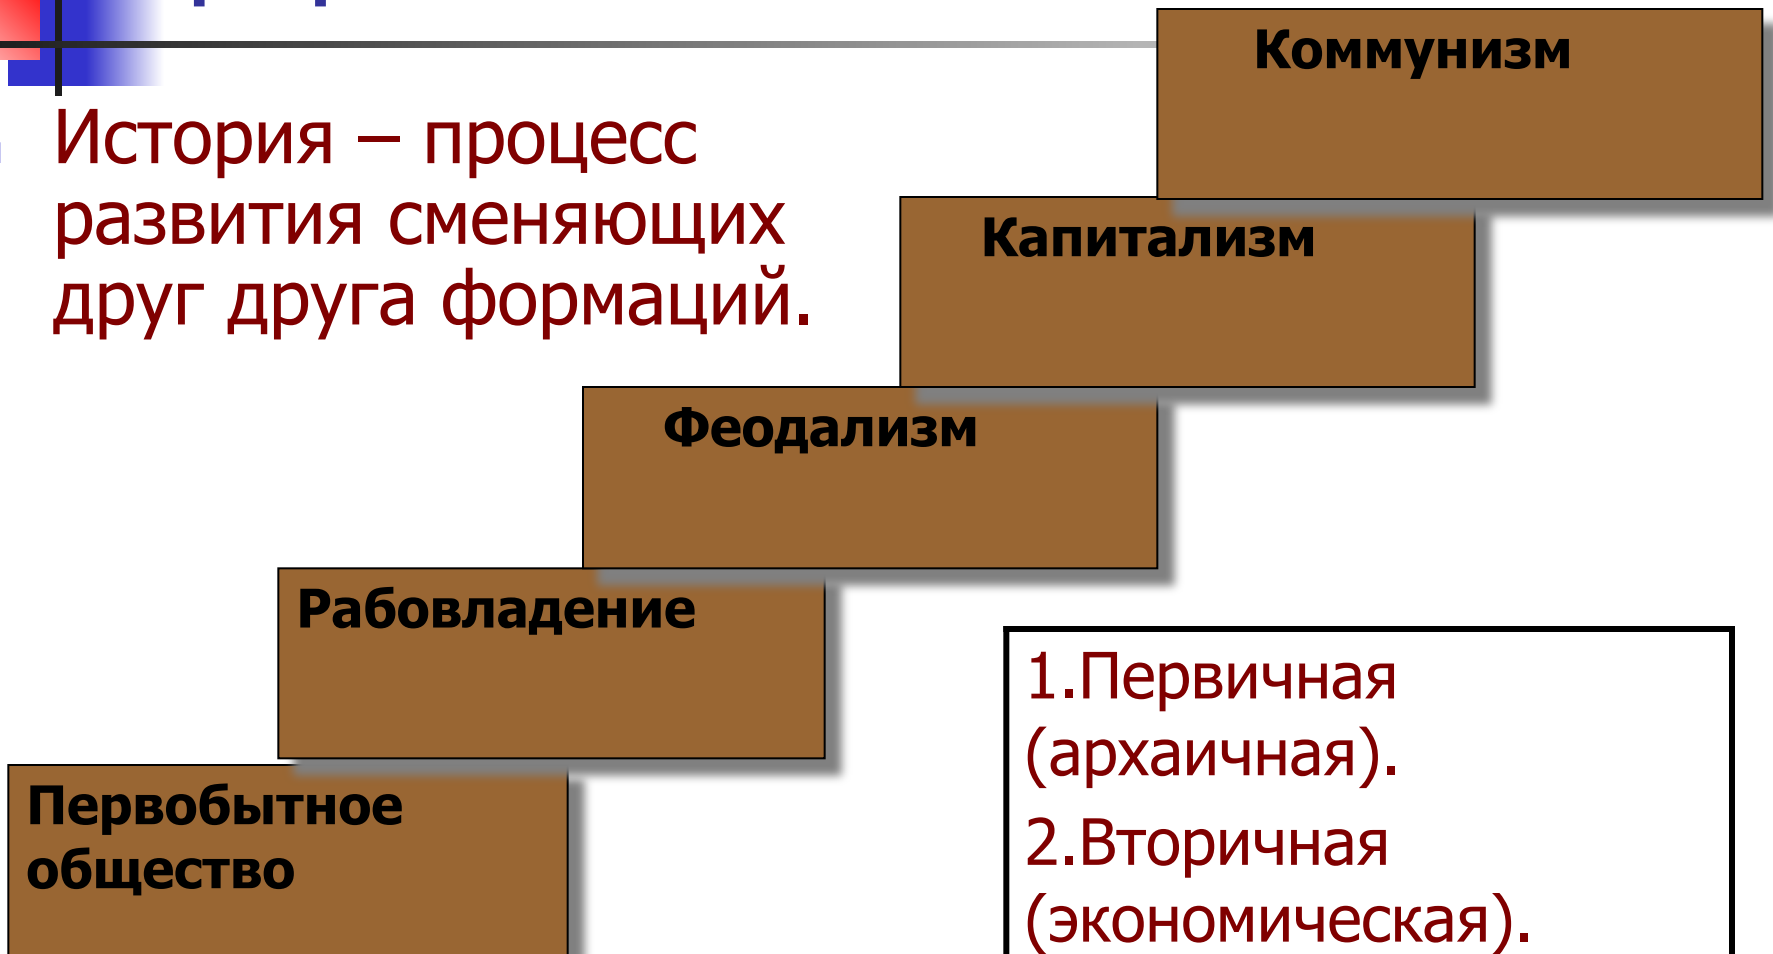 История – процесс
развития сменяющих
друг друга формаций.
Коммунизм
Капитализм
Феодализм
Рабовладение
Первобытное
общество
1.Первичная
(архаичная).
2.Вторичная
(экономическая).